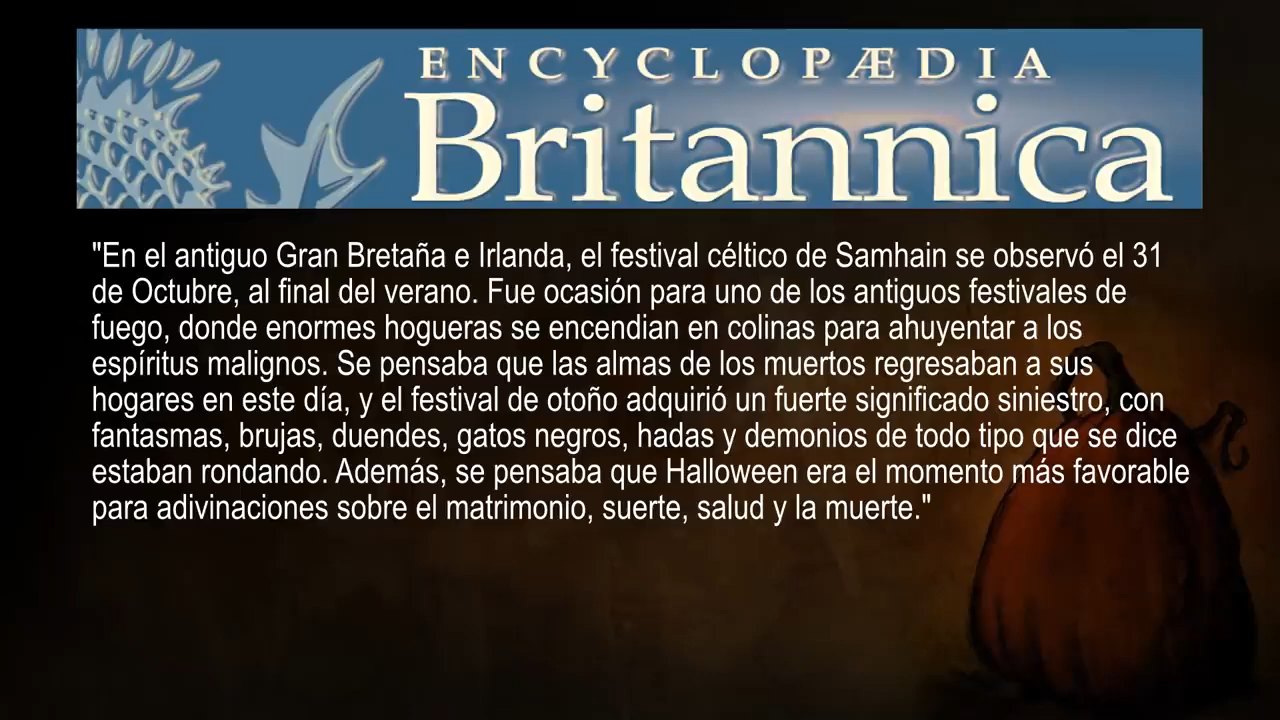 ENCYCLOPÆDIA
Britannica
"En el antiguo Gran Bretaña e Irlanda, el festival céltico de Samhain se observó el 31
de Octubre, al final del verano. Fue ocasión para uno de los antiguos festivales de
fuego, donde enormes hogueras se encendian en colinas para ahuyentar a los
espíritus malignos. Se pensaba que las almas de los muertos regresaban a sus
hogares en este día, y el festival de otoño adquirió un fuerte significado siniestro, con
fantasmas, brujas, duendes, gatos negros, hadas y demonios de todo tipo que se dice
estaban rondando. Además, se pensaba que Halloween era el momento más favorable
para adivinaciones sobre el matrimonio, suerte, salud y la muerte."